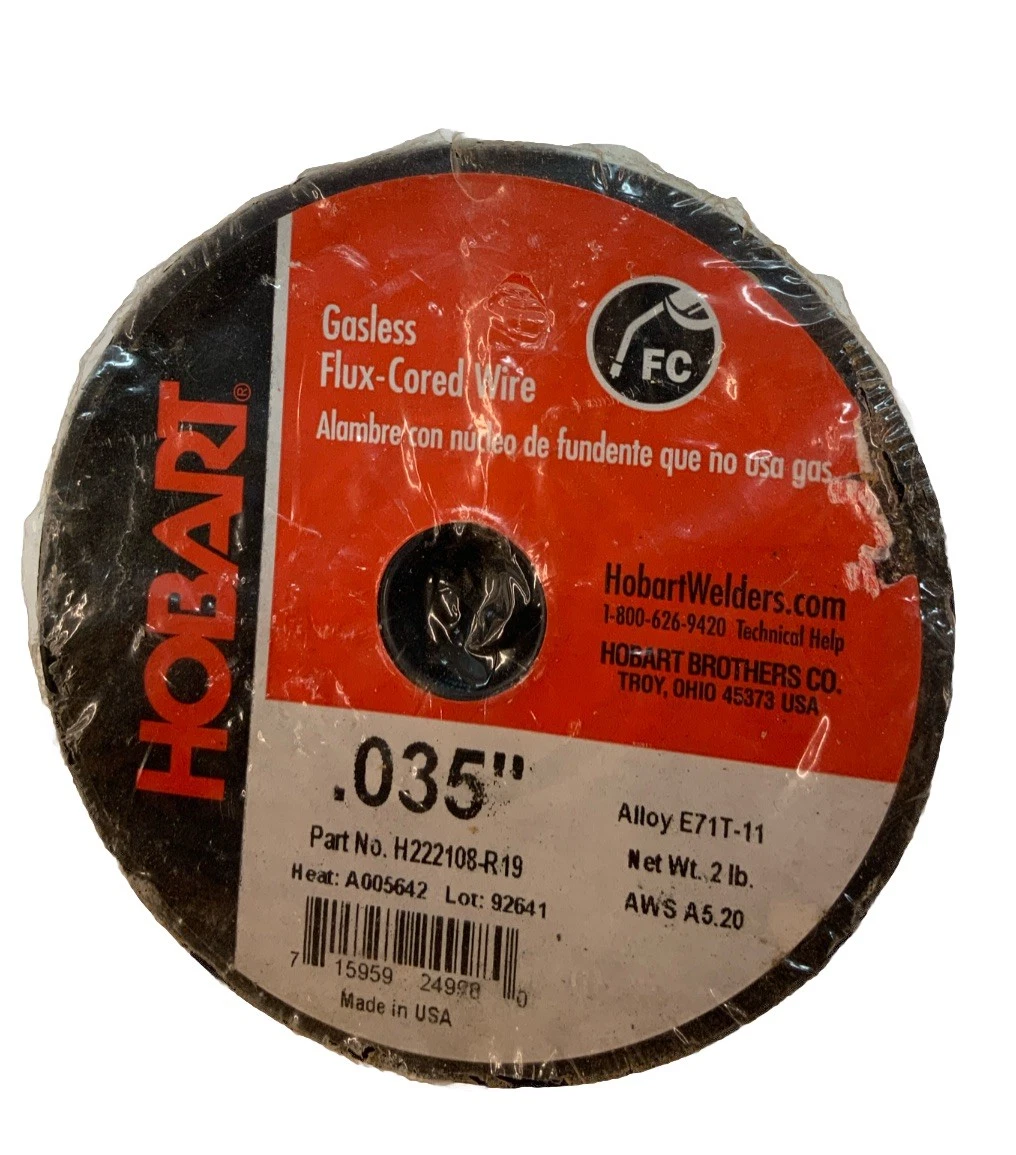 HOBART®
Gasless
Flux-Cored Wire
FC
Alambre con núcleo de fundente que no usa gas
HobartWelders.com
1-800-626-9420 Technical Help
HOBART BROTHERS CO.
TROY, OHIO 45373 USA
.035"
Part No. H222108-R19
Heat: A005642 Lot: 92641
7 15959 24998 0
Made in USA
Alloy E71T-11
Net Wt. 2 lb.
AWS A5.20